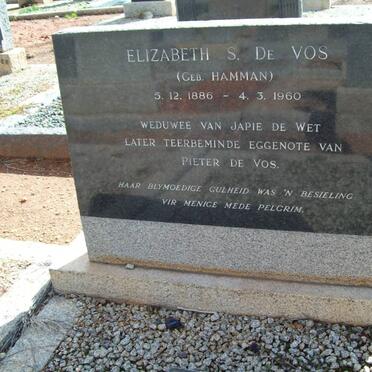 ELIZABETH S. DE VOS
(GEB. HAMMAN)
5. 12. 1886 - 4. 3. 1960
WEDUWEE VAN JAPIE DE WET
LATER TEERBEMINDE EGGENOTE VAN
PIETER DE VOS.
HAAR BLYMOEDIGE GULHEID WAS 'N BESIELING
VIR MENIGE MEDE PELGRIM.